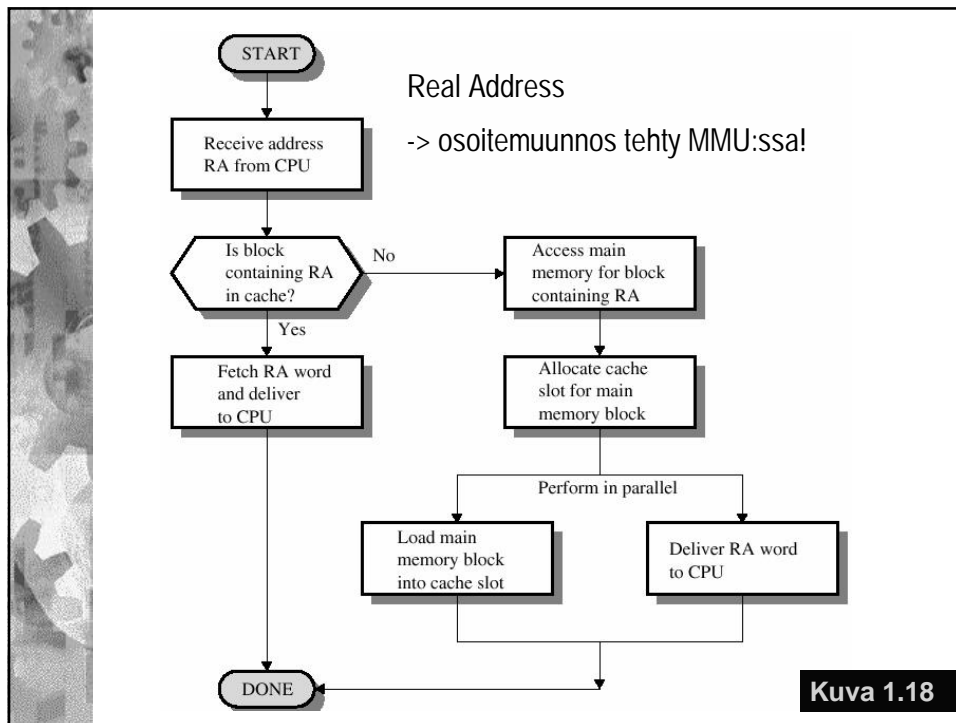 START
Real Address
-> osoitemuunnos tehty MMU:ssa!
Receive address
RA from CPU
Is block
containing RA
in cache?
No
Access main
memory for block
containing RA
Yes
Fetch RA word
and deliver
to CPU
Allocate cache
slot for main
memory block
Perform in parallel
Load main
memory block
into cache slot
Deliver RA word
to CPU
DONE
Kuva 1.18